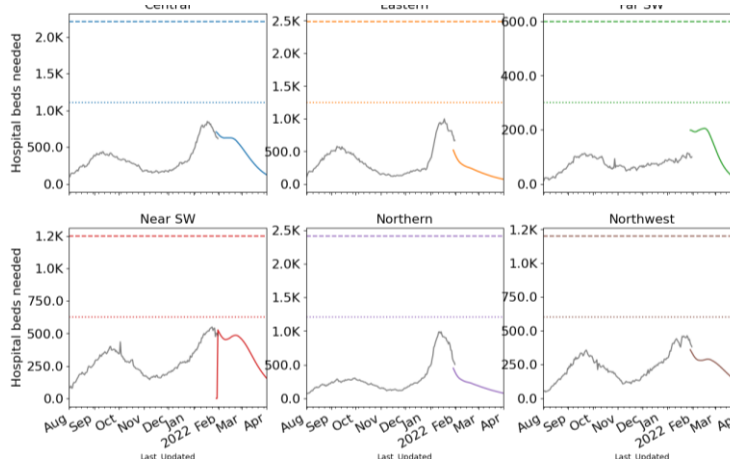 Central
Eastern
Far SW
Hospital beds needed
2.0K
1.5K
1.0K
500.0
0.0
2.5K
2.0K
1.5K
1.0K
500.0
0.0
600.0
400.0
200.0
0.0
Near SW
Northern
Northwest
Hospital beds needed
1.2K
1.0K
750.0
500.0
250.0
0.0
2.5K
2.0K
1.5K
1.0K
500.0
0.0
1.2K
1.0K
750.0
500.0
250.0
0.0
Aug Sep Oct Nov Dec Jan 2022 Feb Mar Apr
Aug Sep Oct Nov Dec Jan 2022 Feb Mar Apr
Aug Sep Oct Nov Dec Jan 2022 Feb Mar Apr
Last Updated
Last Updated
Last Updated